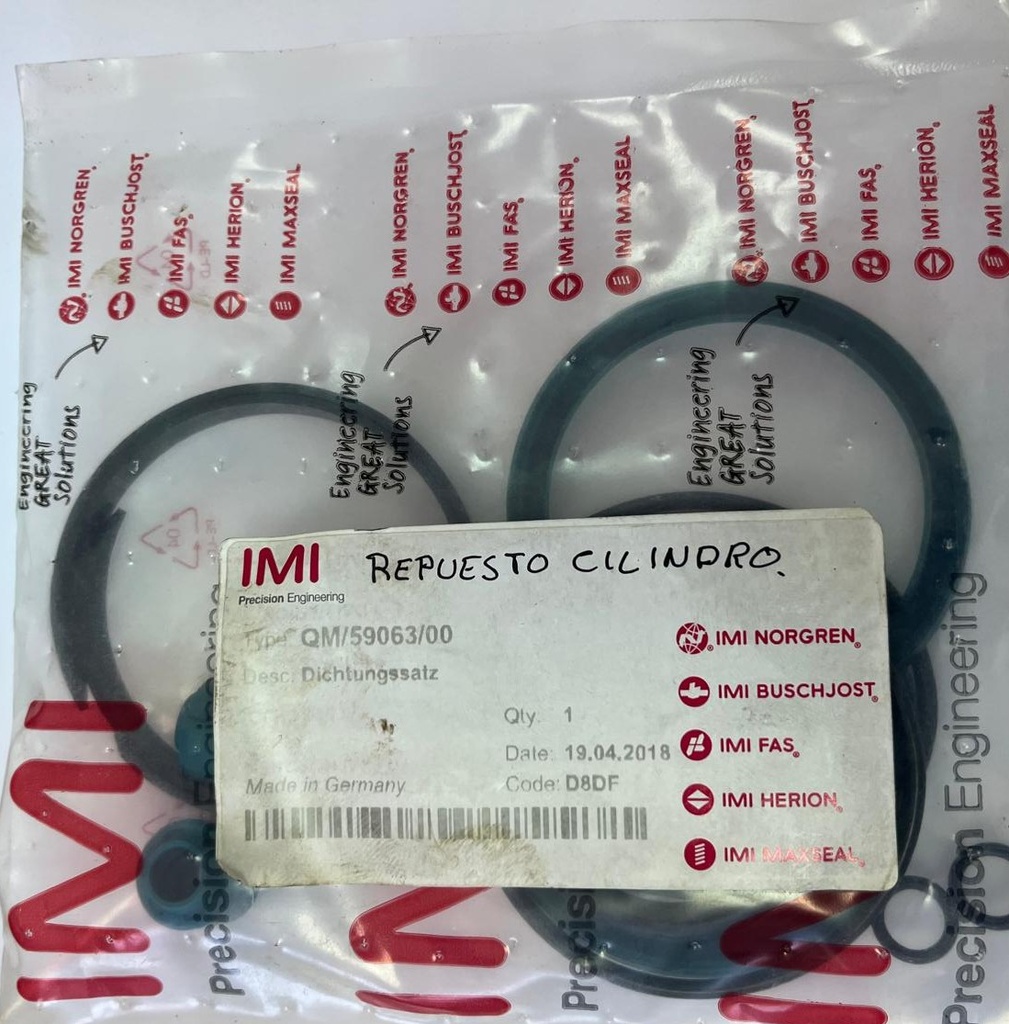 IMI NORGREN®
IMI BUSCHJOST®
IMI FAS®
IMI HERION®
IMI MAXSEAL
IMI NORGREN®
IMI BUSCHJOST®
IMI FAS®
IMI HERION®
IMI MAXSEAL
IMI NORGREN®
IMI BUSCHJOST®
IMI FAS®
IMI HERION®
IMI MAXSEAL
Engineering
GREAT
Solutions
Engineering
GREAT
Solutions
Engineering
GREAT
Solutions
04
IMI REPUESTO CILINDRO.
Precision Engineering
Type: QM/59063/00
Desc: Dichtungssatz
Qty: 1
Date: 19.04.2018
Made in Germany Code: D8DF
IMI NORGREN®
IMI BUSCHJOST®
IMI FAS®
IMI HERION®
IMI MAXSEAL®
IMI
Precision Engineering
IMI
Precision Engineering